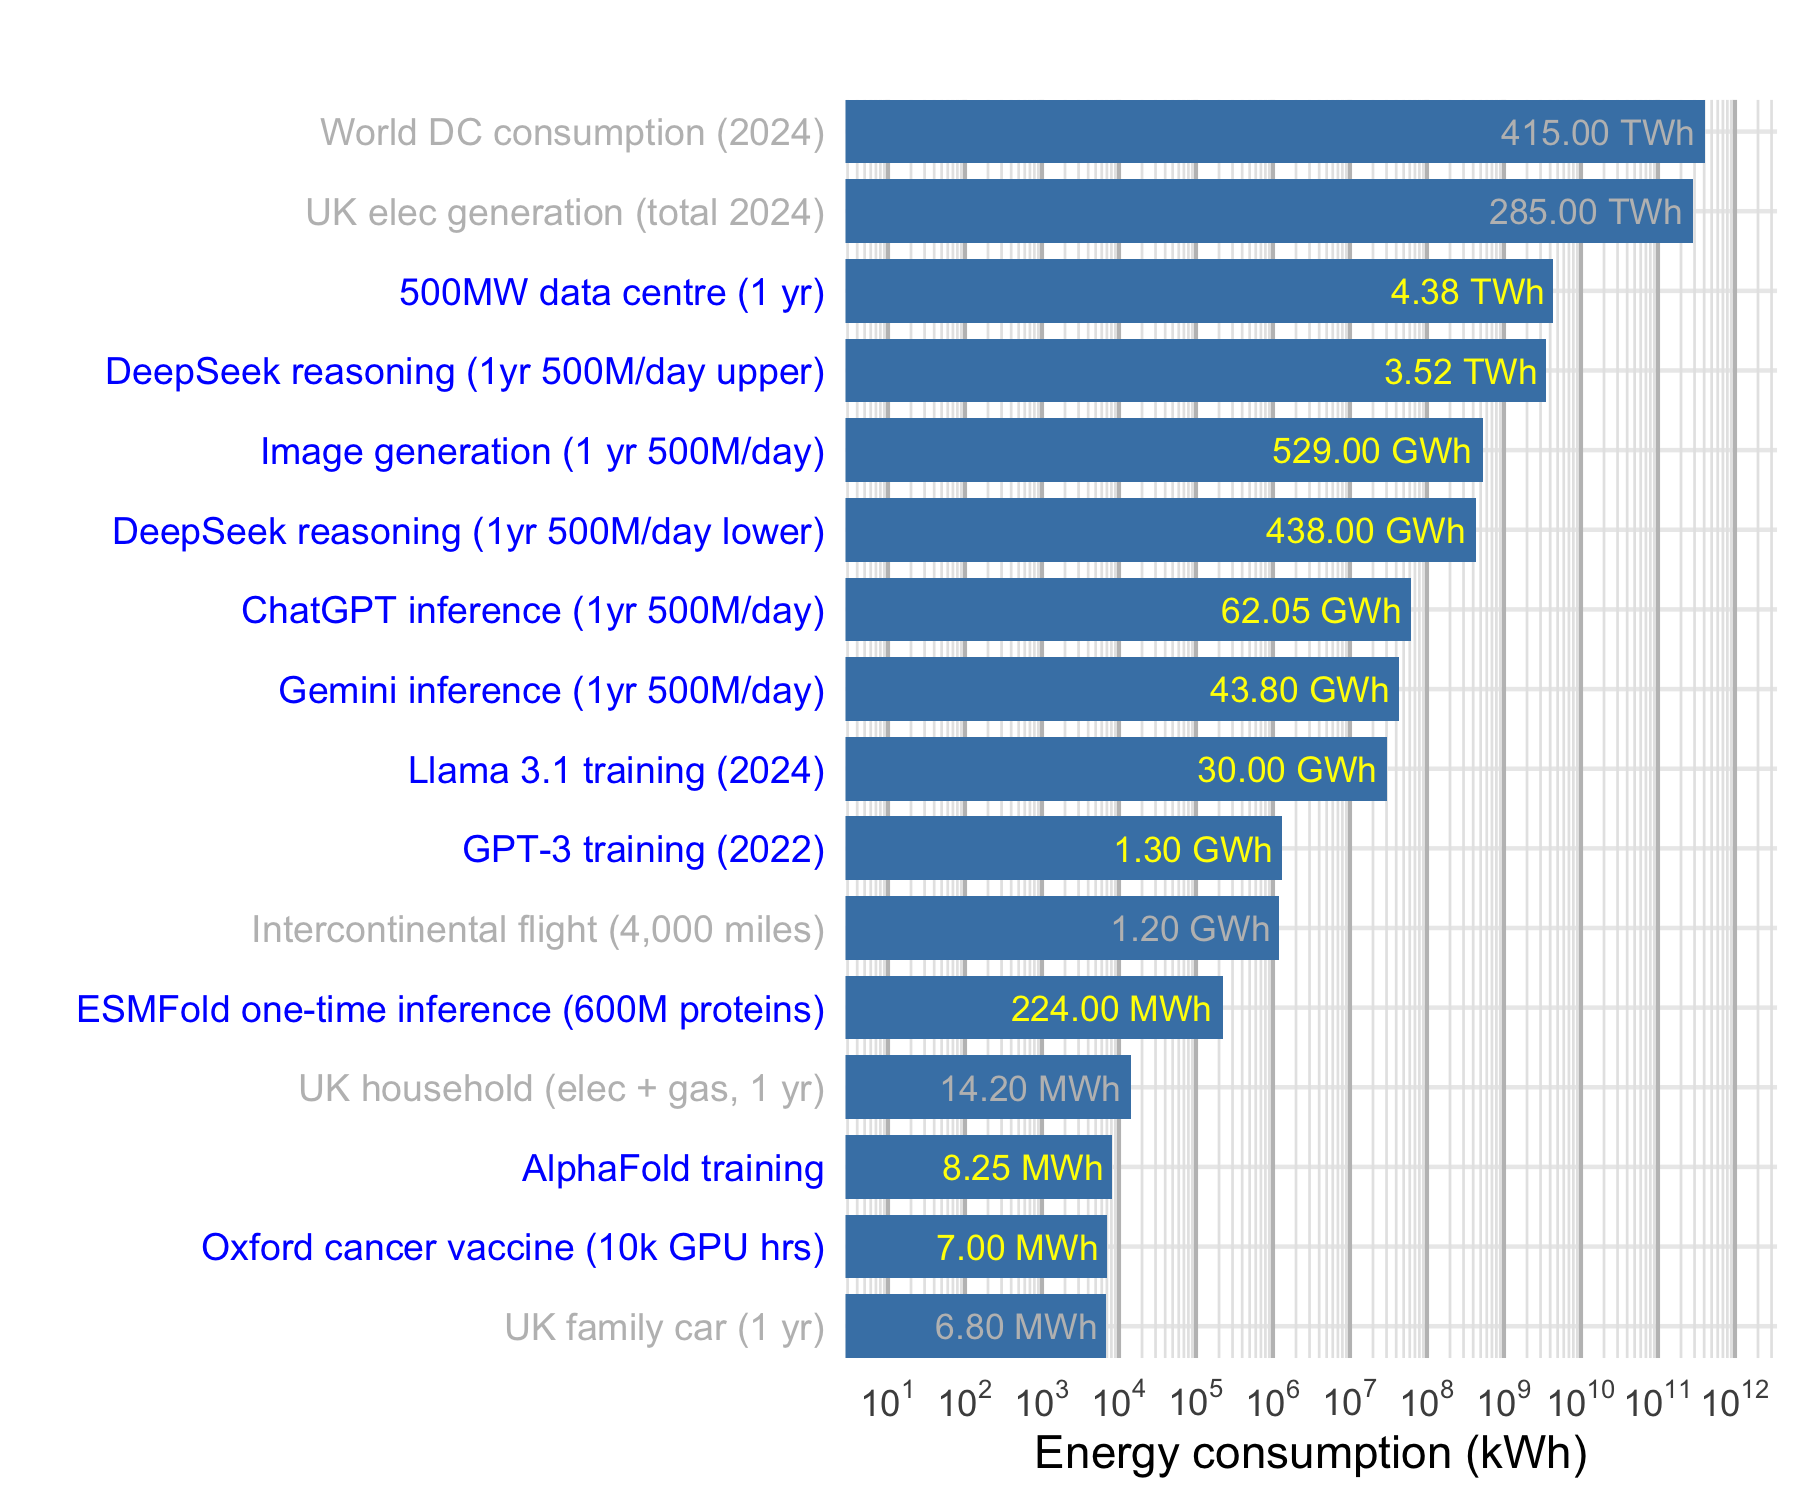 World DC consumption (2024) 415.00 TWh
UK elec generation (total 2024) 285.00 TWh
500MW data centre (1 yr) 4.38 TWh
DeepSeek reasoning (1yr 500M/day upper) 3.52 TWh
Image generation (1 yr 500M/day) 529.00 GWh
DeepSeek reasoning (1yr 500M/day lower) 438.00 GWh
ChatGPT inference (1yr 500M/day) 62.05 GWh
Gemini inference (1yr 500M/day) 43.80 GWh
Llama 3.1 training (2024) 30.00 GWh
GPT-3 training (2022) 1.30 GWh
Intercontinental flight (4,000 miles) 1.20 GWh
ESMFold one-time inference (600M proteins) 224.00 MWh
UK household (elec + gas, 1 yr) 14.20 MWh
AlphaFold training 8.25 MWh
Oxford cancer vaccine (10k GPU hrs) 7.00 MWh
UK family car (1 yr) 6.80 MWh
10¹ 10² 10³ 10⁴ 10⁵ 10⁶ 10⁷ 10⁸ 10⁹ 10¹⁰ 10¹¹ 10¹²
Energy consumption (kWh)